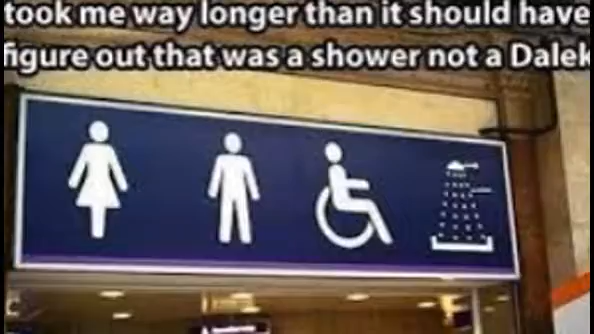 took me way longer than it should have
figure out that was a shower not a Dalek